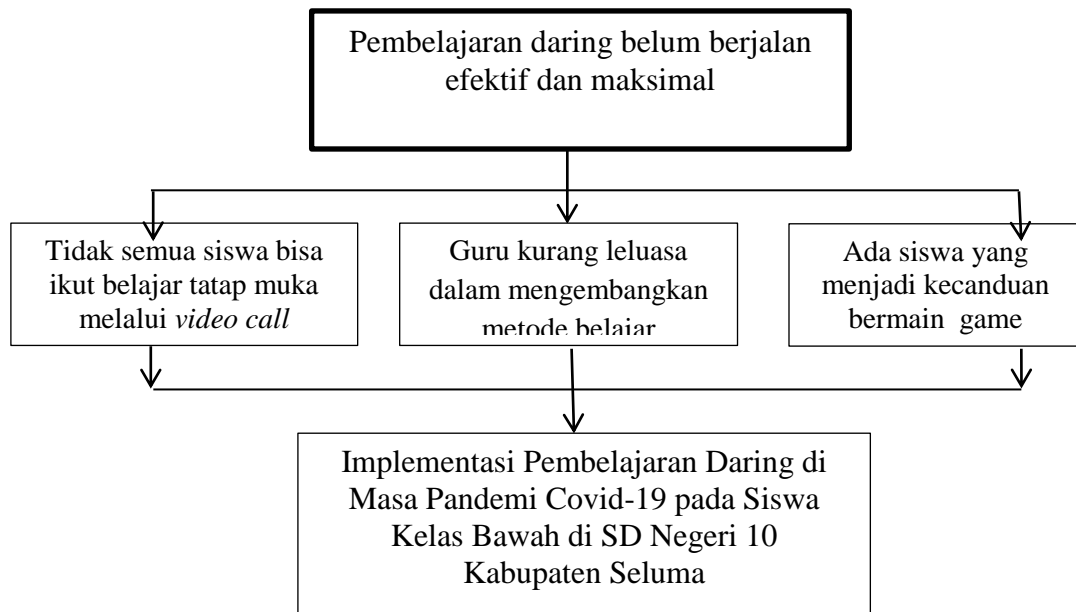 Pembelajaran daring belum berjalan
efektif dan maksimal
Tidak semua siswa bisa
ikut belajar tatap muka
melalui video call
Guru kurang leluasa
dalam mengembangkan
metode belajar
Ada siswa yang
menjadi kecanduan
bermain game
Implementasi Pembelajaran Daring di
Masa Pandemi Covid-19 pada Siswa
Kelas Bawah di SD Negeri 10
Kabupaten Seluma